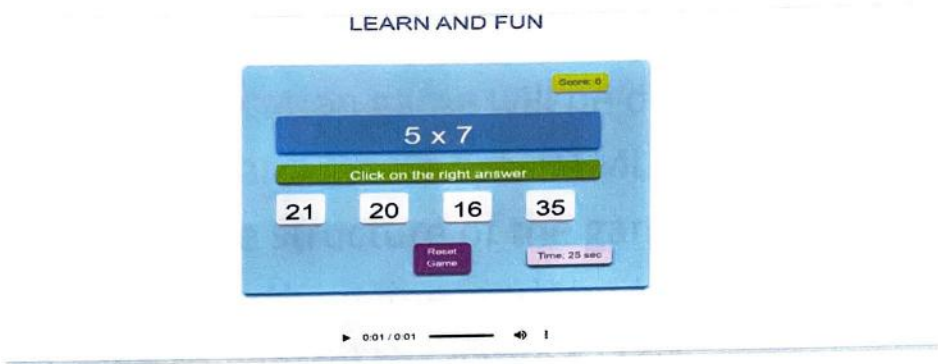 LEARN AND FUN
Score: 0
5 x 7
Click on the right answer
21 20 16 35
Reset
Game
Time: 25 sec
0:01 / 0:01